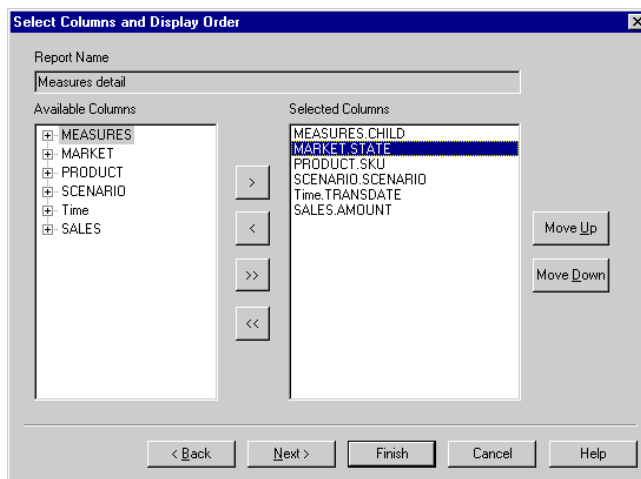 Select Columns and Display Order
Report Name
Measures detail
Available Columns
MEASURES
MARKET
PRODUCT
SCENARIO
Time
SALES
>
<
>>
<<
Selected Columns
MEASURES.CHILD
MARKET.STATE
PRODUCT.SKU
SCENARIO.SCENARIO
Time.TRANSDATE
SALES.AMOUNT
Move Up
Move Down
< Back
Next >
Finish
Cancel
Help